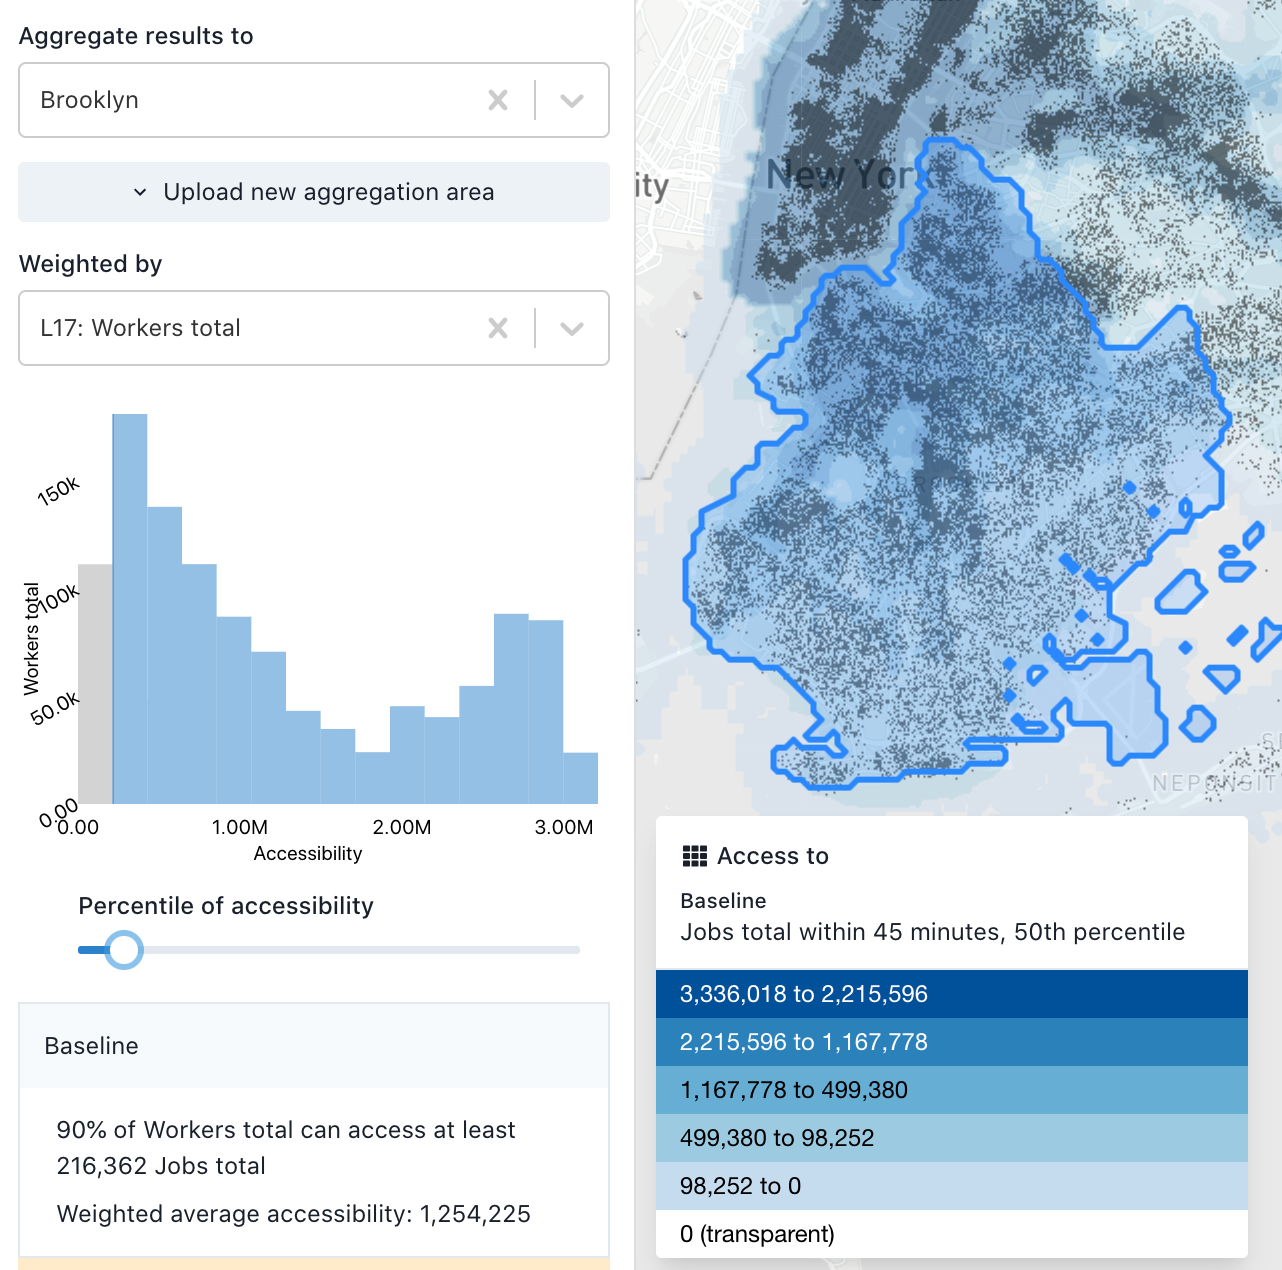 Aggregate results to
Brooklyn
Upload new aggregation area
Weighted by
L17: Workers total
150k
100k
50.0k
0.00
Workers total
0.00
1.00M
2.00M
3.00M
Accessibility
Percentile of accessibility
Baseline
90% of Workers total can access at least
216,362 Jobs total
Weighted average accessibility: 1,254,225
New York
ity
NEPONSIT
Access to
Baseline
Jobs total within 45 minutes, 50th percentile
3,336,018 to 2,215,596
2,215,596 to 1,167,778
1,167,778 to 499,380
499,380 to 98,252
98,252 to 0
0 (transparent)